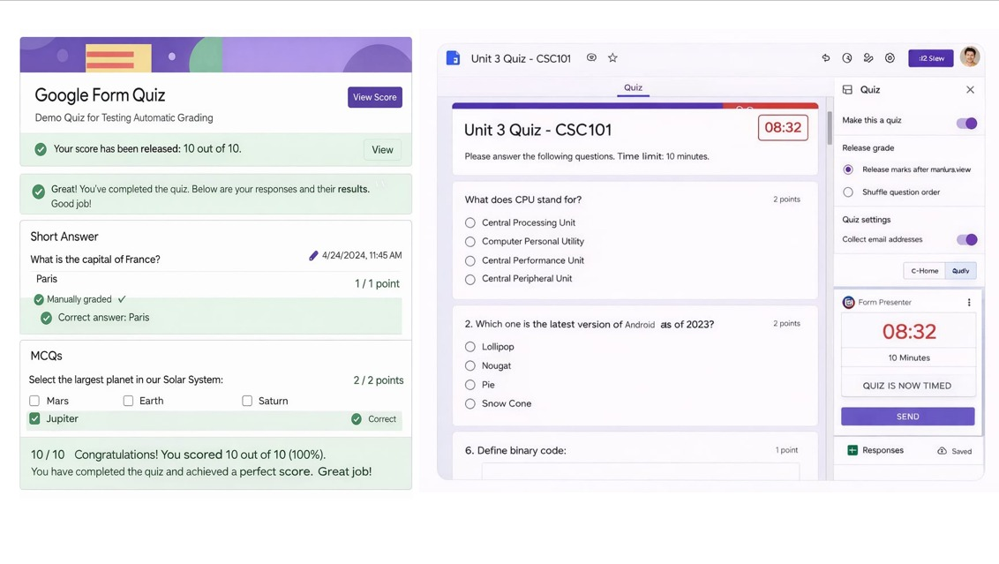 Google Form Quiz
View Score
Demo Quiz for Testing Automatic Grading
Your score has been released: 10 out of 10.
View
Great! You've completed the quiz. Below are your responses and their results.
Good job!
Short Answer
What is the capital of France?
4/24/2024, 11:45 AM
Paris
1 / 1 point
Manually graded ✓
Correct answer: Paris
MCQs
Select the largest planet in our Solar System:
2 / 2 points
Mars
Earth
Saturn
Jupiter
Correct
10 / 10 Congratulations! You scored 10 out of 10 (100%).
You have completed the quiz and achieved a perfect score. Great job!
Unit 3 Quiz - CSC101
Quiz
Unit 3 Quiz - CSC101
08:32
Please answer the following questions. Time limit: 10 minutes.
What does CPU stand for?
2 points
Central Processing Unit
Computer Personal Utility
Central Performance Unit
Central Peripheral Unit
2. Which one is the latest version of Android as of 2023?
2 points
Lollipop
Nougat
Pie
Snow Cone
6. Define binary code:
1 point
Quiz
Make this a quiz
Release grade
Release marks after
Shuffle question order
Quiz settings
Collect email addresses
C-Home
Qudly
Form Presenter
08:32
10 Minutes
QUIZ IS NOW TIMED
SEND
Responses
Saved